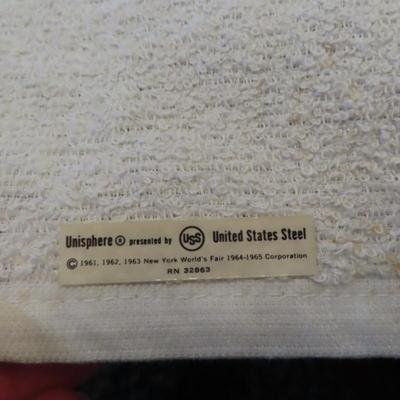 Unisphere ® presented by USS United States Steel
© 1961, 1962, 1963 New York World's Fair 1964-1965 Corporation
RN 32863